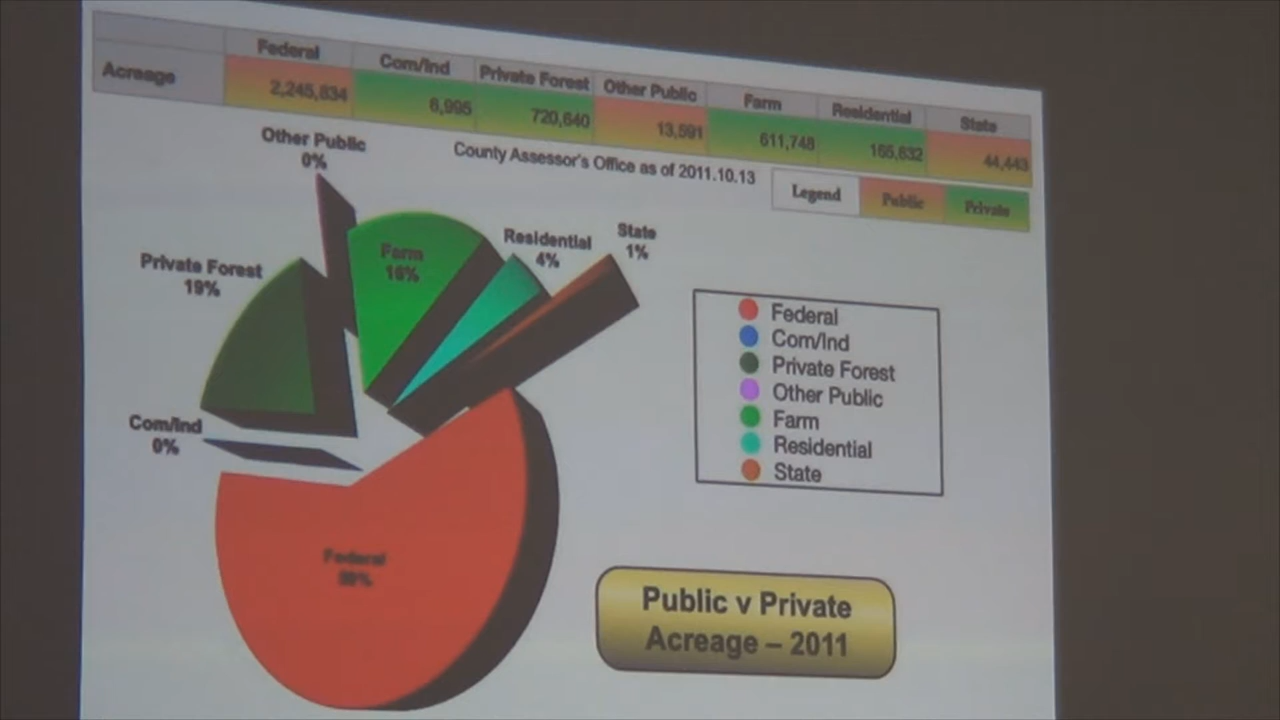 Federal Com/Ind Private Forest Other Public Farm Residential State
Acreage 2,245,834 6,995 720,640 13,591 611,748 165,632 44,443
County Assessor's Office as of 2011.10.13
Legend Public Private
Other Public
0%
Farm
16%
Residential
4%
State
1%
Private Forest
19%
Com/Ind
0%
Federal
Federal
Com/Ind
Private Forest
Other Public
Farm
Residential
State
Public v Private
Acreage – 2011